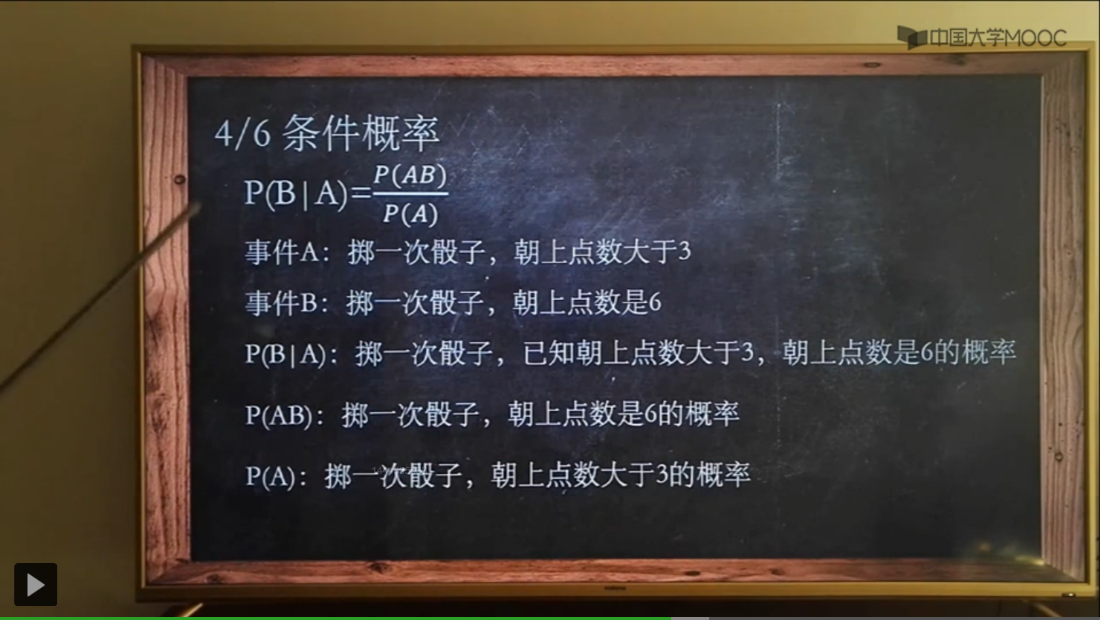 中国大学MOOC
4/6 条件概率
P(B|A)=P(AB)/P(A)
事件A：掷一次骰子，朝上点数大于3
事件B：掷一次骰子，朝上点数是6
P(B|A)：掷一次骰子，已知朝上点数大于3，朝上点数是6的概率
P(AB)：掷一次骰子，朝上点数是6的概率
P(A)：掷一次骰子，朝上点数大于3的概率